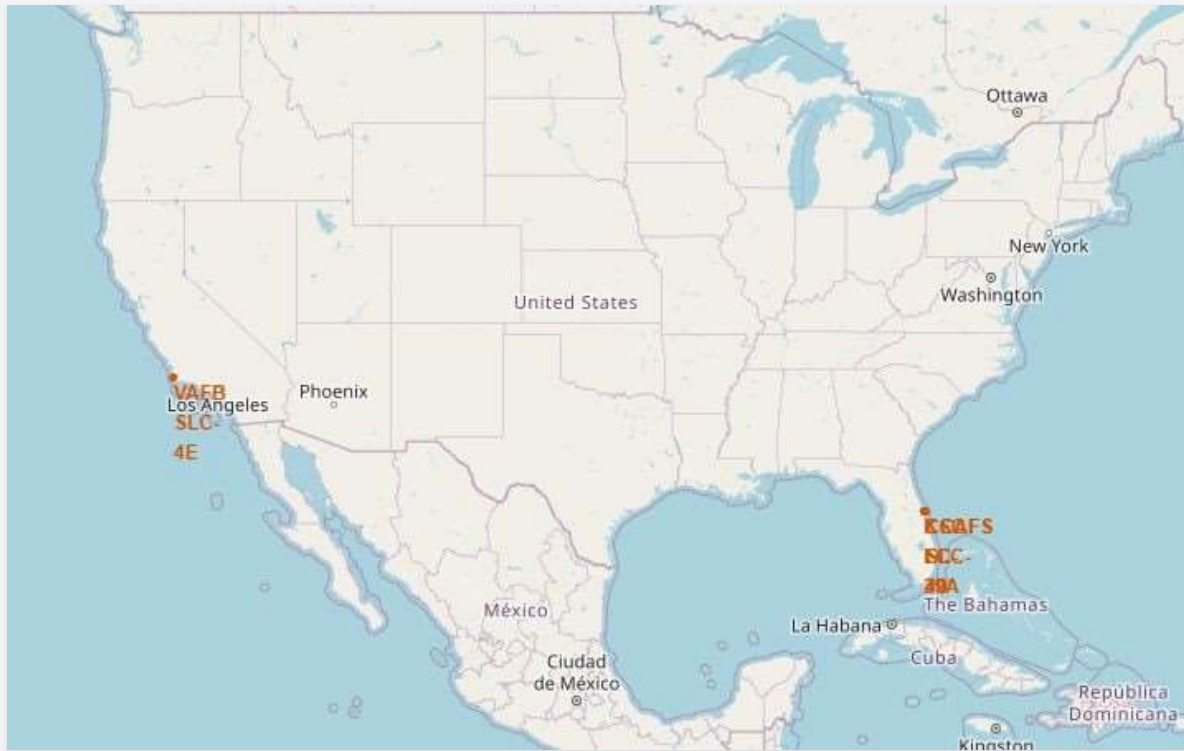 Ottawa
New York
Washington
United States
Phoenix
VAFB
Los Angeles
SLC-
4E
México
The Bahamas
La Habana
Cuba
Ciudad
de México
República
Dominicana
Kingston